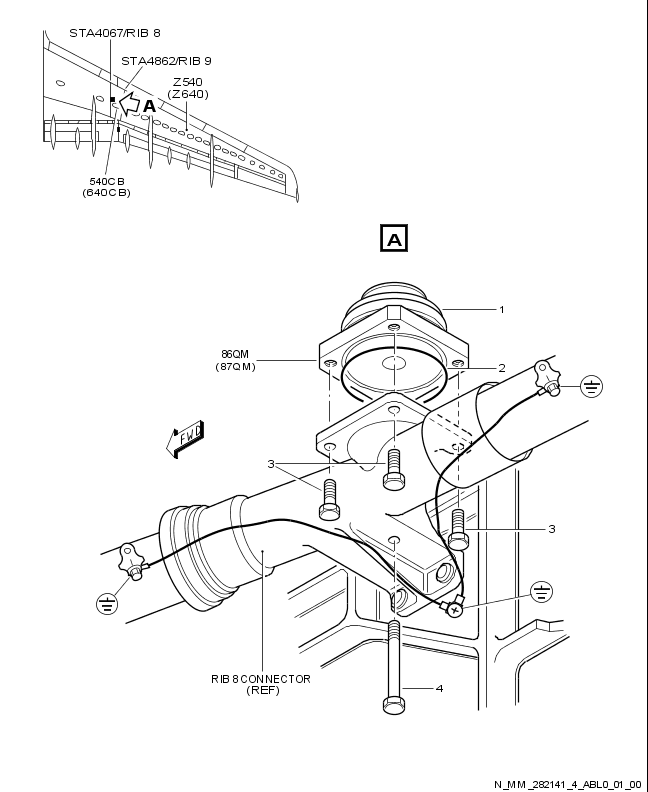 STA4067/RIB 8
STA4862/RIB 9
Z540
(Z640)
A
540CB
(640CB)
A
1
86QM
(87QM)
2
FWD
3
3
RIB 8 CONNECTOR
(REF)
4
N_MM_282141_4_ABL0_01_00